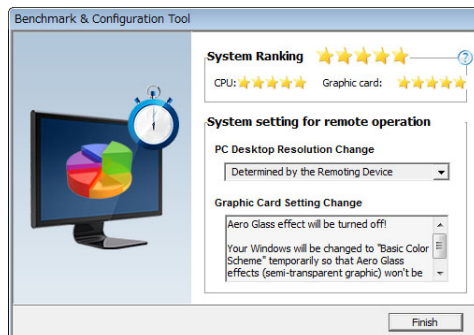 Benchmark & Configuration Tool
System Ranking
?
CPU:
Graphic card:
System setting for remote operation
PC Desktop Resolution Change
Determined by the Remoting Device
Graphic Card Setting Change
Aero Glass effect will be turned off!
Your Windows will be changed to "Basic Color
Scheme" temporarily so that Aero Glass
effects (semi-transparent graphic) won't be
Finish